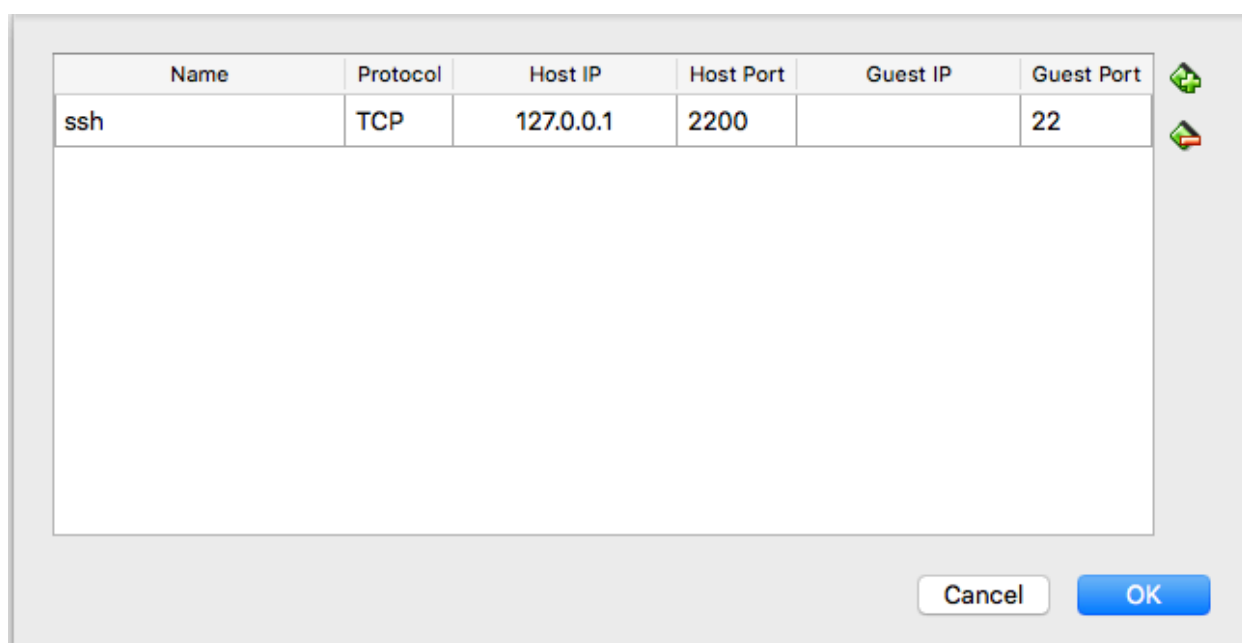 Name Protocol Host IP Host Port Guest IP Guest Port
ssh TCP 127.0.0.1 2200 22
Cancel OK